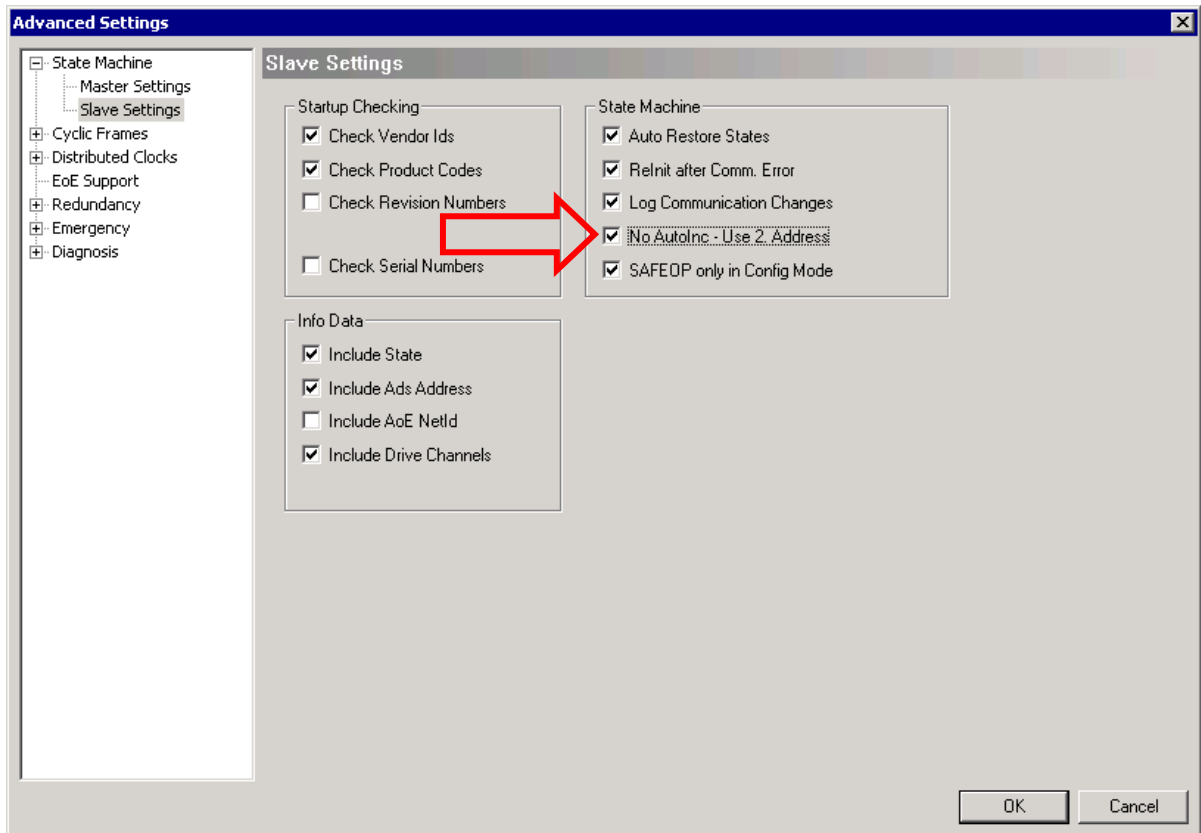 Advanced Settings
State Machine
Master Settings
Slave Settings
Cyclic Frames
Distributed Clocks
EoE Support
Redundancy
Emergency
Diagnosis
Slave Settings
Startup Checking
Check Vendor Ids
Check Product Codes
Check Revision Numbers
Check Serial Numbers
State Machine
Auto Restore States
ReInit after Comm. Error
Log Communication Changes
No AutoInc - Use 2. Address
SAFEOP only in Config Mode
Info Data
Include State
Include Ads Address
Include AoE NetId
Include Drive Channels
OK
Cancel